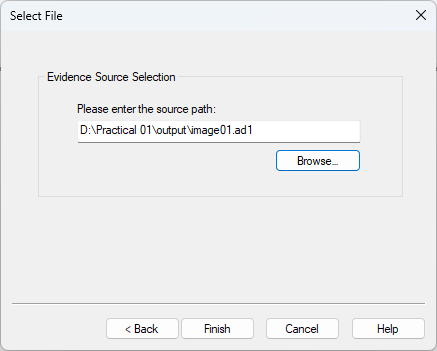 Select File
Evidence Source Selection
Please enter the source path:
D:\Practical 01\output\image01.ad1
Browse...
< Back
Finish
Cancel
Help